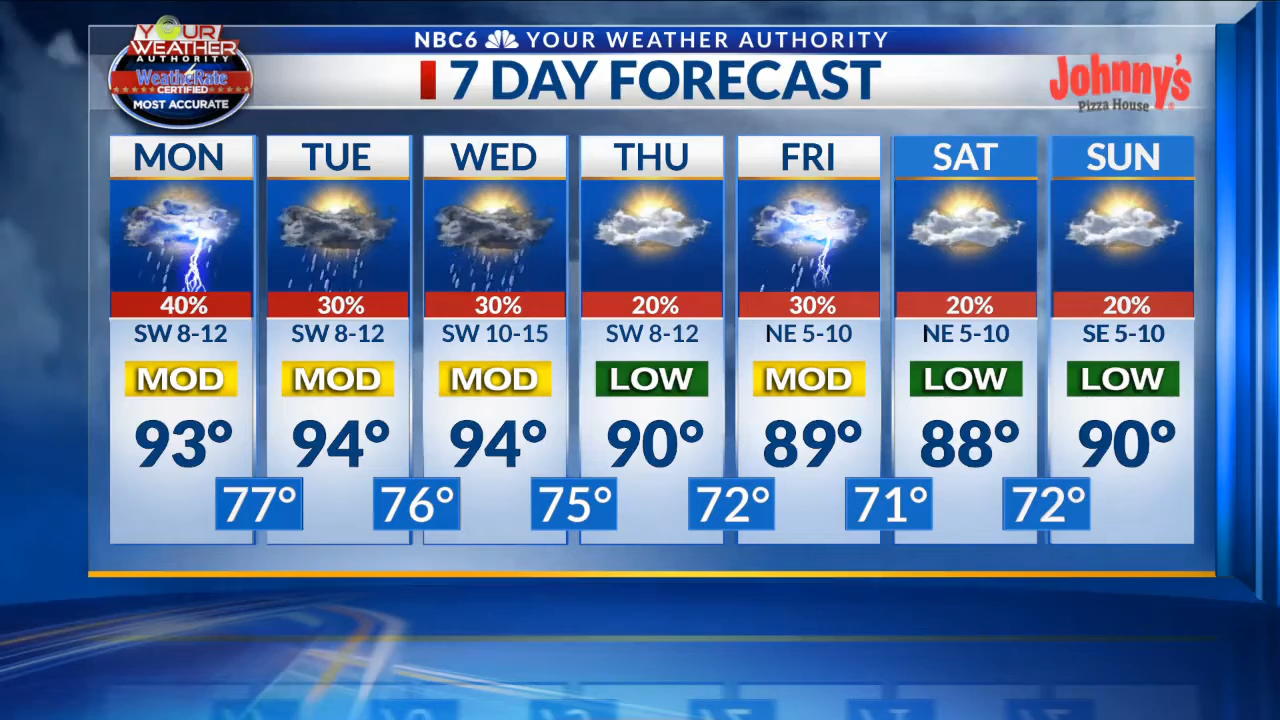 YOUR
WEATHER
AUTHORITY
WeatheRate
CERTIFIED
MOST ACCURATE
NBC6 YOUR WEATHER AUTHORITY
7 DAY FORECAST
Johnny's
Pizza House
MON TUE WED THU FRI SAT SUN
40% 30% 30% 20% 30% 20% 20%
SW 8-12 SW 8-12 SW 10-15 SW 8-12 NE 5-10 NE 5-10 SE 5-10
MOD MOD MOD LOW MOD LOW LOW
93° 94° 94° 90° 89° 88° 90°
77° 76° 75° 72° 71° 72°